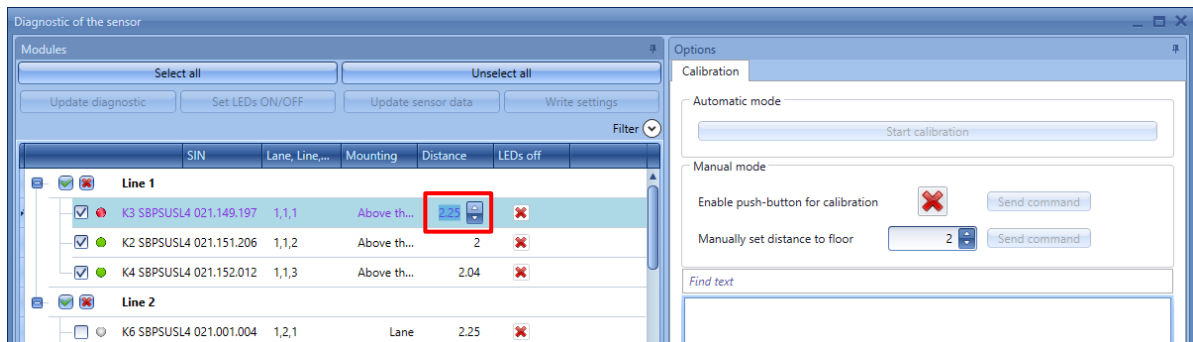 Diagnostic of the sensor
Modules
Select all Unselect all
Update diagnostic Set LEDs ON/OFF Update sensor data Write settings
Filter
SIN Lane, Line,... Mounting Distance LEDs off
Line 1
K3 SBPSUSL4 021.149.197 1,1,1 Above th... 2.25
K2 SBPSUSL4 021.151.206 1,1,2 Above th... 2
K4 SBPSUSL4 021.152.012 1,1,3 Above th... 2.04
Line 2
K6 SBPSUSL4 021.001.004 1,2,1 Lane 2.25
Options
Calibration
Automatic mode
Start calibration
Manual mode
Enable push-button for calibration Send command
Manually set distance to floor 2 Send command
Find text